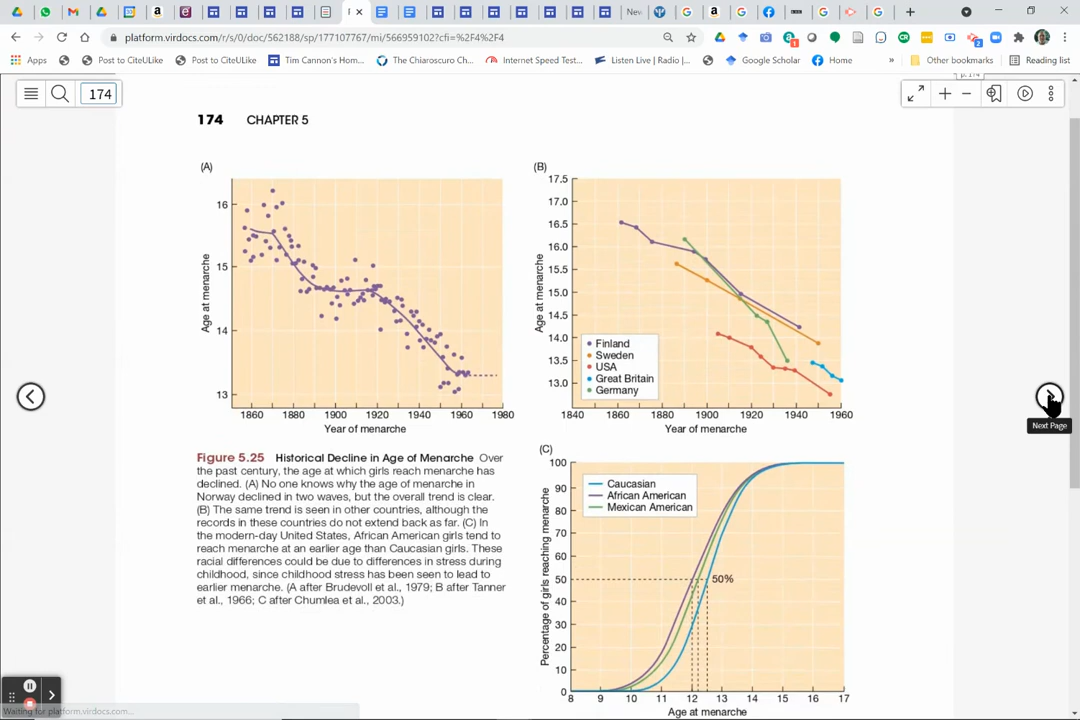 platform.virdocs.com/r/s/0/doc/562188/sp/177107767/mi/566959102?cfi=%2F4%2F4
Apps Post to CiteULike Post to CiteULike Tim Cannon's Hom... The Chiaroscuro Ch... Internet Speed Test... Listen Live | Radio |... Google Scholar Home » Other bookmarks Reading list
174
174 CHAPTER 5
(A)
16
15
14
13
Age at menarche
1860 1880 1900 1920 1940 1960 1980
Year of menarche
(B)
17.5
17.0
16.5
16.0
15.5
15.0
14.5
14.0
13.5
13.0
Age at menarche
Finland
Sweden
USA
Great Britain
Germany
1840 1860 1880 1900 1920 1940 1960
Year of menarche
Next Page
Figure 5.25 Historical Decline in Age of Menarche Over
the past century, the age at which girls reach menarche has
declined. (A) No one knows why the age of menarche in
Norway declined in two waves, but the overall trend is clear.
(B) The same trend is seen in other countries, although the
records in these countries do not extend back as far. (C) In
the modern-day United States, African American girls tend to
reach menarche at an earlier age than Caucasian girls. These
racial differences could be due to differences in stress during
childhood, since childhood stress has been seen to lead to
earlier menarche. (A after Brudevoll et al., 1979; B after Tanner
et al., 1966; C after Chumlea et al., 2003.)
(C)
100
90
80
70
60
50
40
30
20
10
0
Percentage of girls reaching menarche
Caucasian
African American
Mexican American
50%
8 9 10 11 12 13 14 15 16 17
Age at menarche
Waiting for platform.virdocs.com...